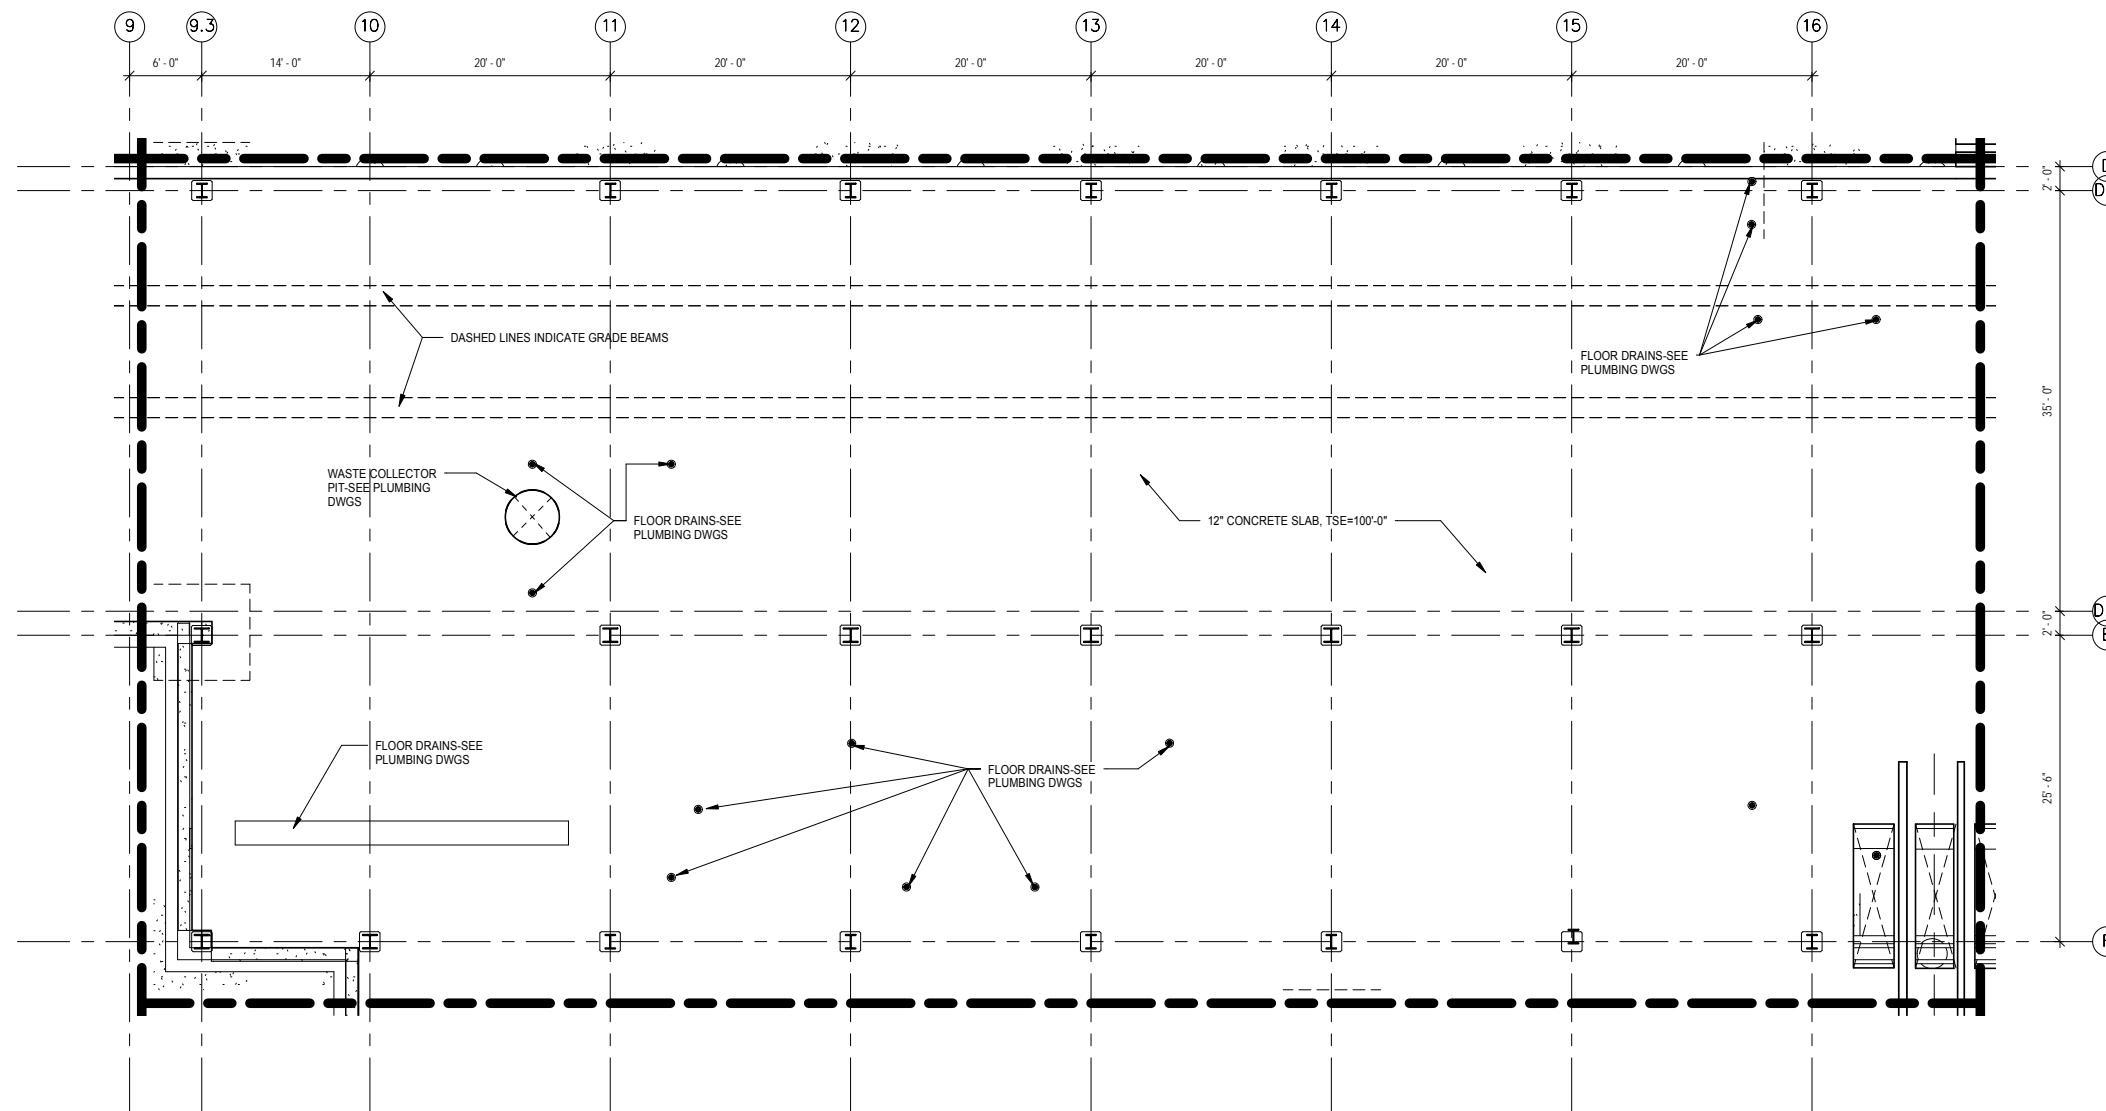 9 9.3 10 11 12 13 14 15 16
6' - 0" 14' - 0" 20' - 0" 20' - 0" 20' - 0" 20' - 0" 20' - 0" 20' - 0"
D
2' - 0"
D
DASHED LINES INDICATE GRADE BEAMS
FLOOR DRAINS-SEE
PLUMBING DWGS
35' - 0"
WASTE COLLECTOR
PIT-SEE PLUMBING
DWGS
FLOOR DRAINS-SEE
PLUMBING DWGS
12" CONCRETE SLAB, TSE=100'-0"
D
2' - 0"
E
FLOOR DRAINS-SEE
PLUMBING DWGS
FLOOR DRAINS-SEE
PLUMBING DWGS
25' - 6"
F